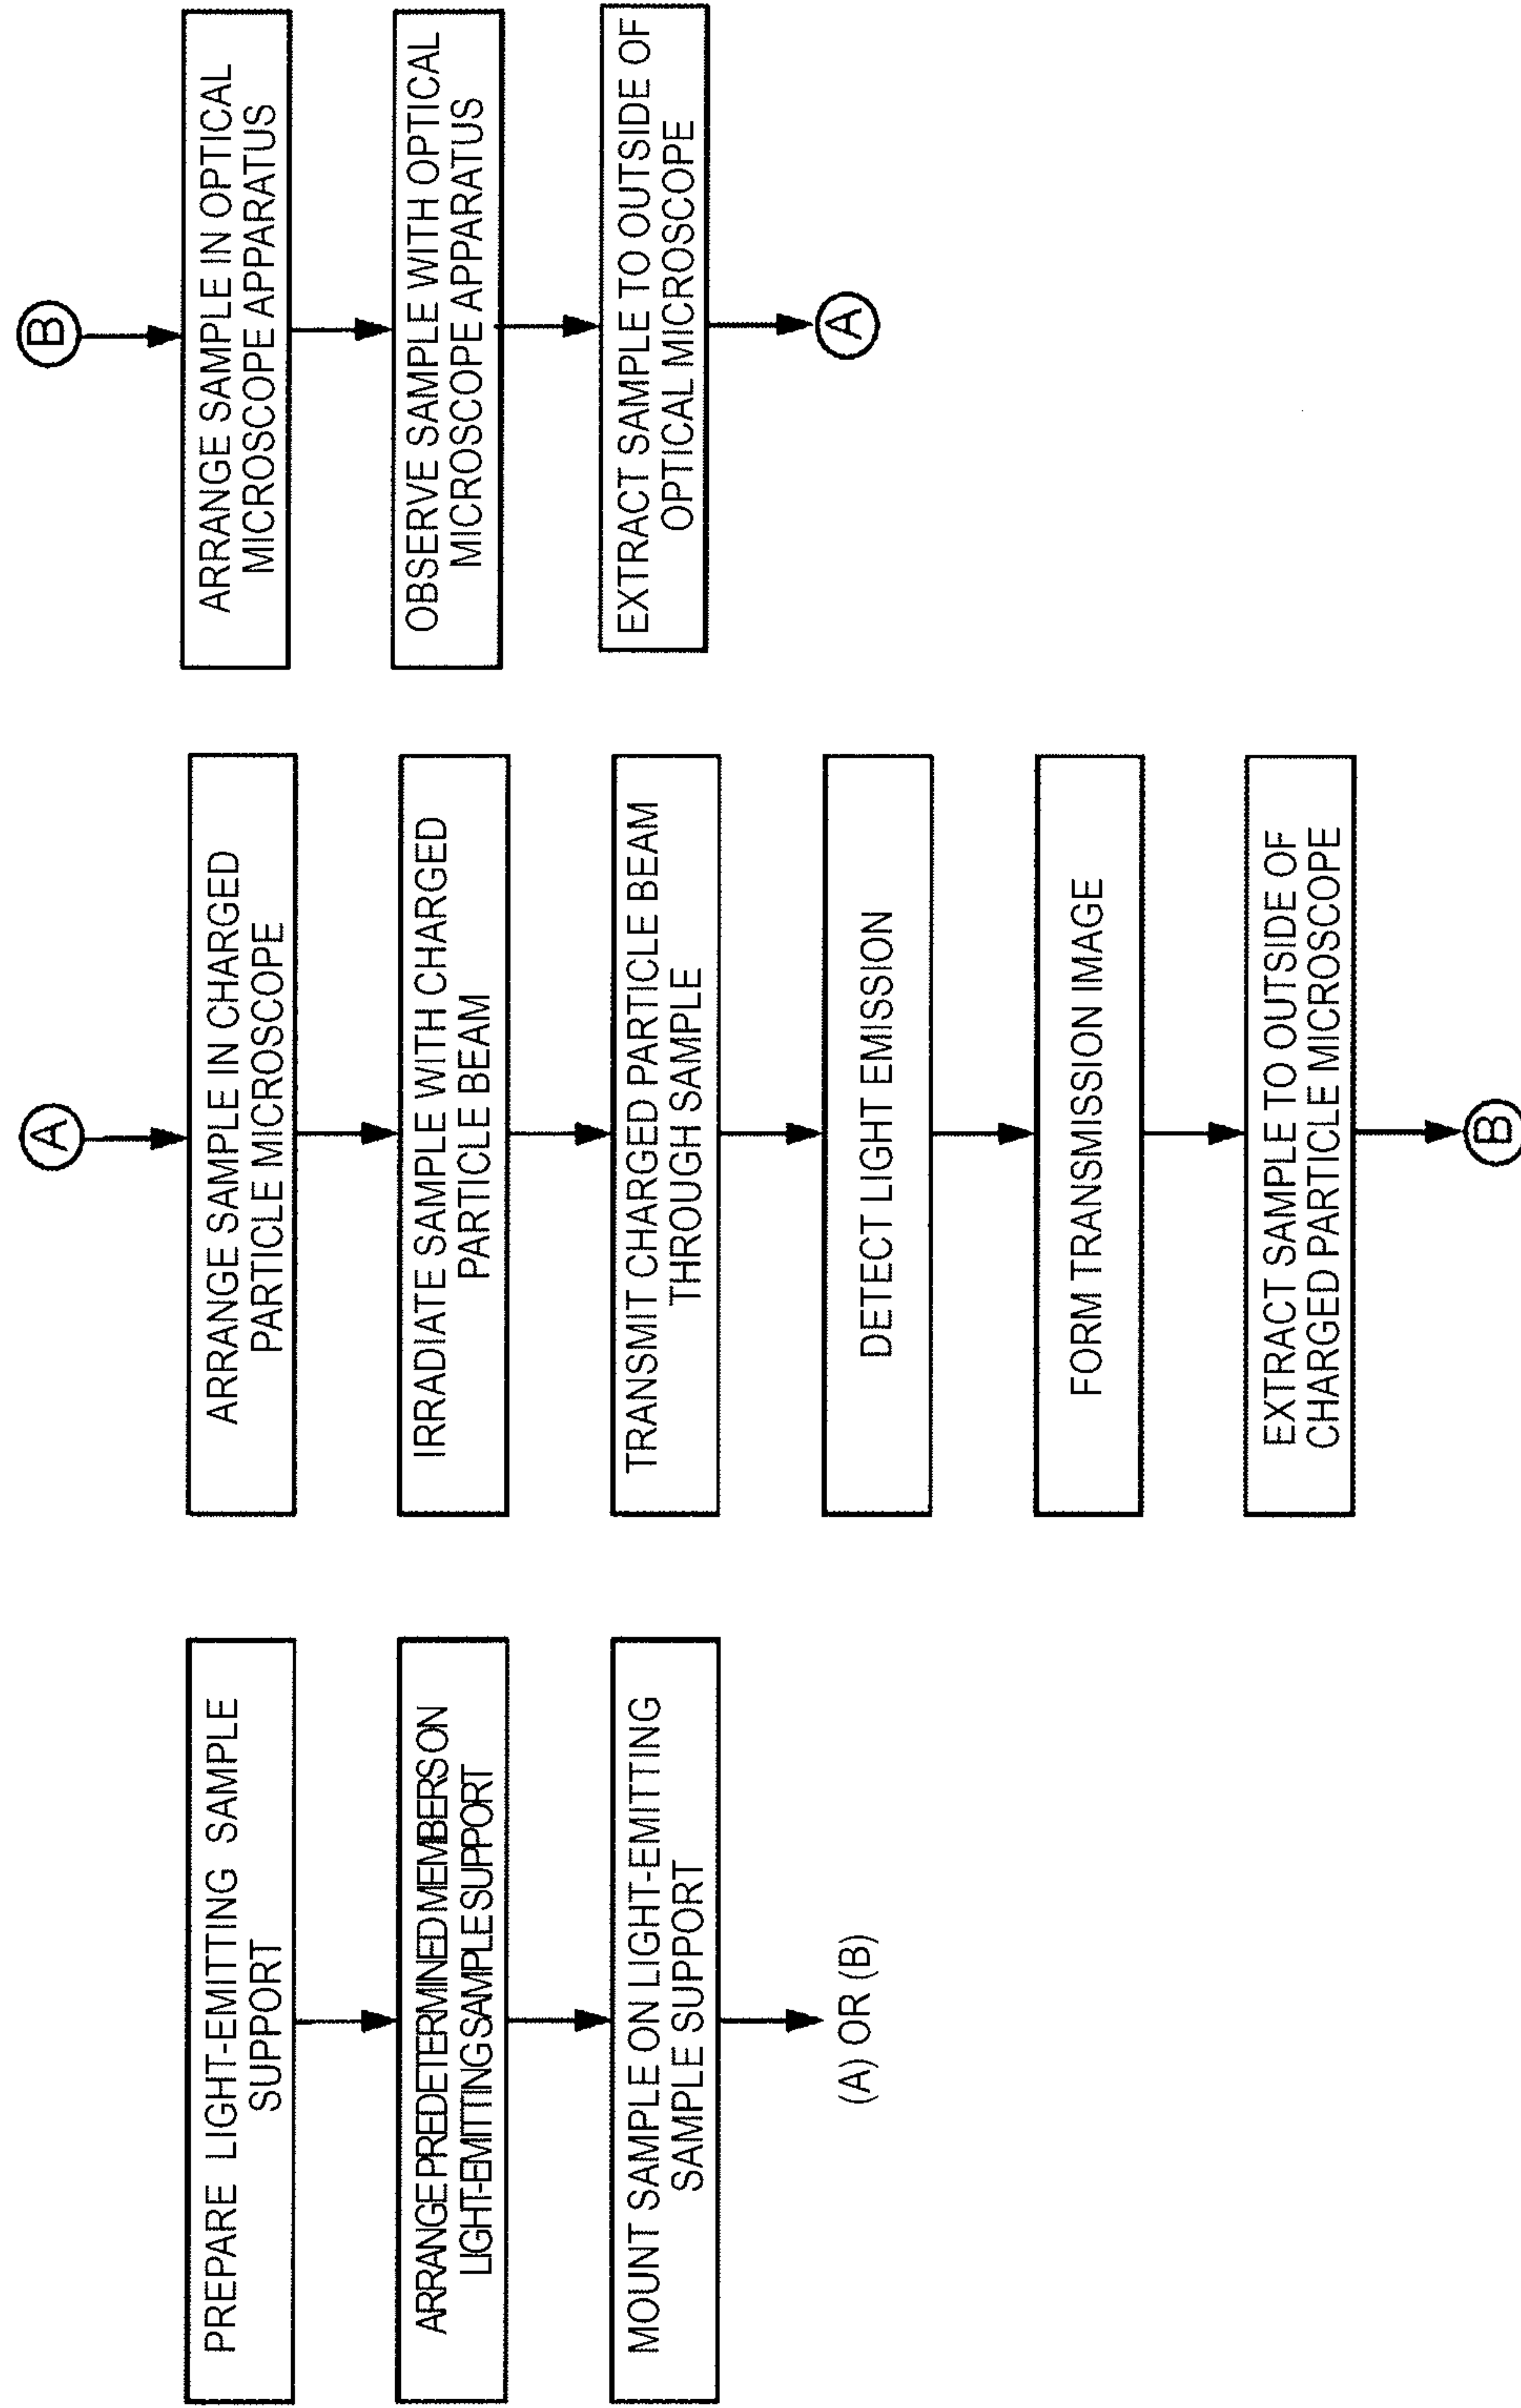 PREPARE LIGHT-EMITTING SAMPLE
SUPPORT
ARRANGE PREDETERMINED MEMBERS ON
LIGHT-EMITTING SAMPLE SUPPORT
MOUNT SAMPLE ON LIGHT-EMITTING
SAMPLE SUPPORT
(A) OR (B)
A
ARRANGE SAMPLE IN CHARGED
PARTICLE MICROSCOPE
IRRADIATE SAMPLE WITH CHARGED
PARTICLE BEAM
TRANSMIT CHARGED PARTICLE BEAM
THROUGH SAMPLE
DETECT LIGHT EMISSION
FORM TRANSMISSION IMAGE
EXTRACT SAMPLE TO OUTSIDE OF
CHARGED PARTICLE MICROSCOPE
B
B
ARRANGE SAMPLE IN OPTICAL
MICROSCOPE APPARATUS
OBSERVE SAMPLE WITH OPTICAL
MICROSCOPE APPARATUS
EXTRACT SAMPLE TO OUTSIDE OF
OPTICAL MICROSCOPE
A